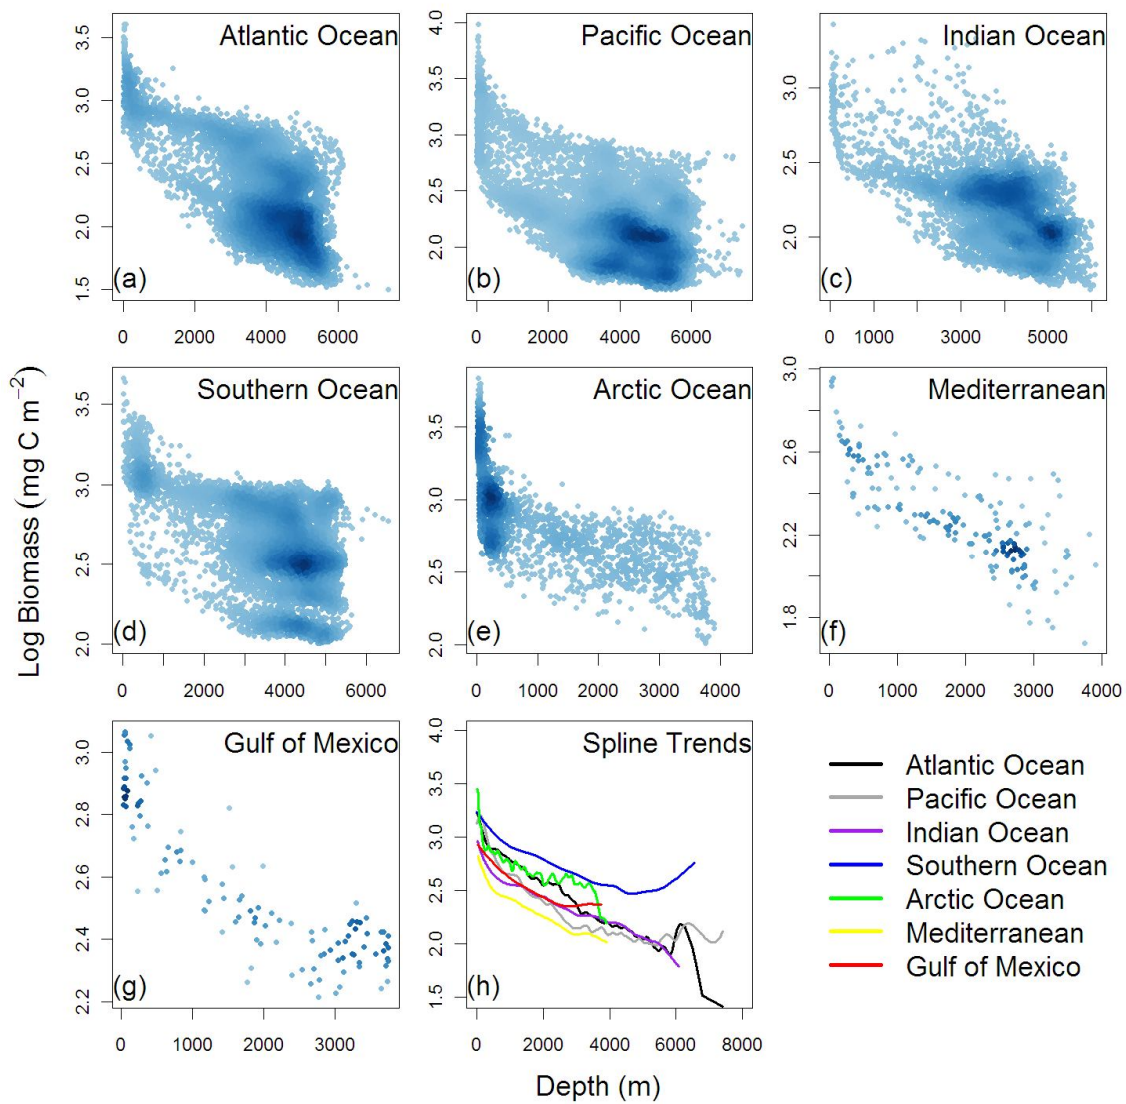 Atlantic Ocean
3.5
3.0
2.5
2.0
1.5
(a)
0 2000 4000 6000
Pacific Ocean
4.0
3.5
3.0
2.5
2.0
(b)
0 2000 4000 6000
Indian Ocean
3.0
2.5
2.0
(c)
0 1000 3000 5000
Log Biomass (mg C m−2)
Southern Ocean
3.5
3.0
2.5
2.0
(d)
0 2000 4000 6000
Arctic Ocean
3.5
3.0
2.5
2.0
(e)
0 1000 2000 3000 4000
Mediterranean
3.0
2.6
2.2
1.8
(f)
0 1000 2000 3000 4000
Gulf of Mexico
3.0
2.8
2.6
2.4
2.2
(g)
0 1000 2000 3000
Spline Trends
4.0
3.5
3.0
2.5
2.0
1.5
(h)
0 2000 4000 6000 8000
Atlantic Ocean
Pacific Ocean
Indian Ocean
Southern Ocean
Arctic Ocean
Mediterranean
Gulf of Mexico
Depth (m)